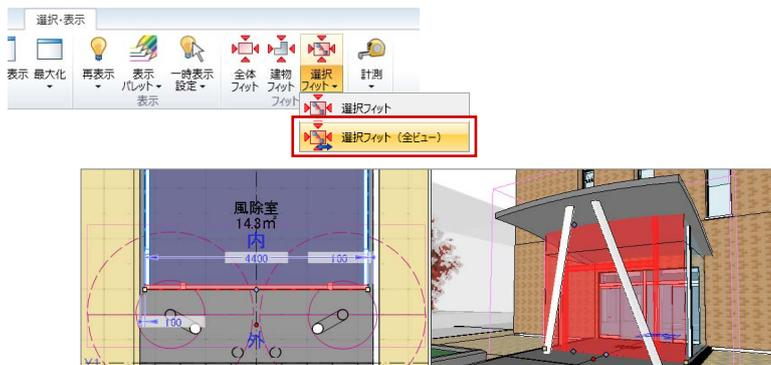 選択・表示
表示 最大化 再表示 表示パレット 一時表示設定 全体フィット 建物フィット 選択フィット 計測
表示 フィット
選択フィット
選択フィット（全ビュー）
風除室
14.3㎡
内
4400 100
100
外
Y1